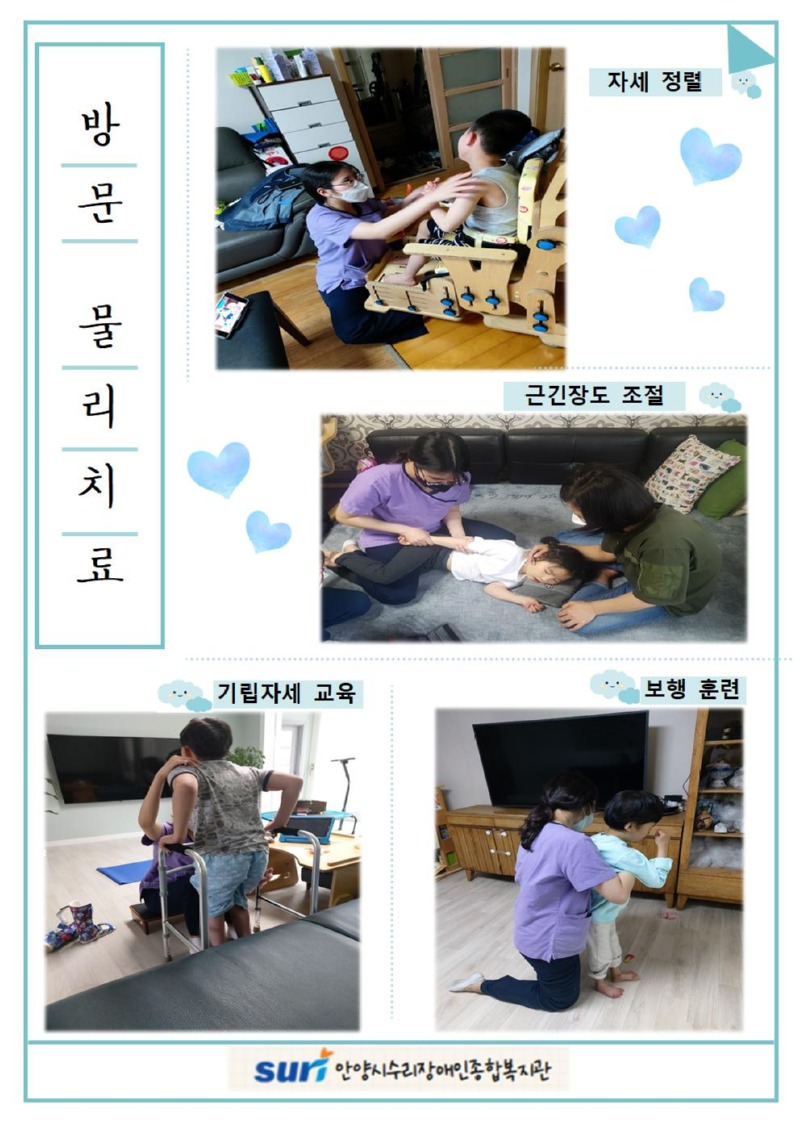 방문 물리치료
자세 정렬
근긴장도 조절
기립자세 교육
보행 훈련
suri 안양시수리장애인종합복지관